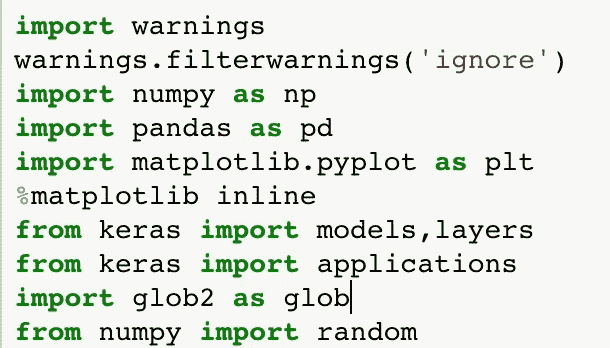 import warnings
warnings.filterwarnings('ignore')
import numpy as np
import pandas as pd
import matplotlib.pyplot as plt
%matplotlib inline
from keras import models,layers
from keras import applications
import glob2 as glob
from numpy import random